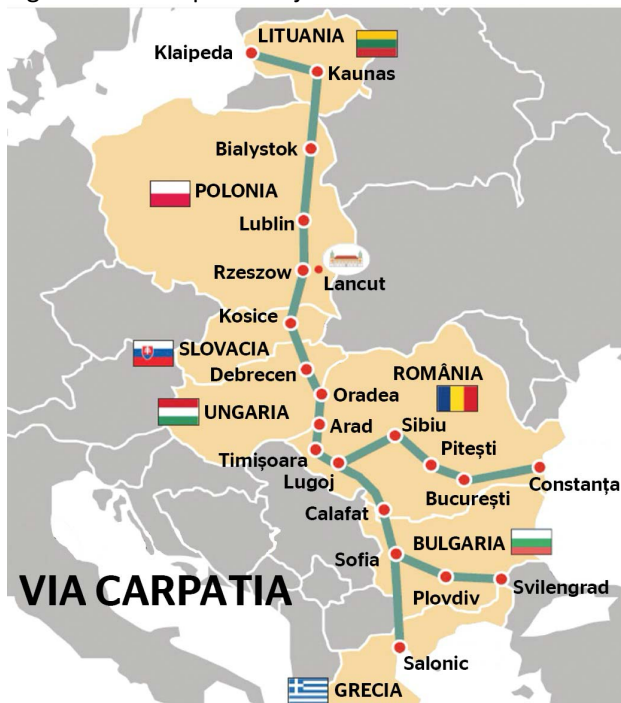 LITUANIA
Klaipeda
Kaunas
Bialystok
POLONIA
Lublin
Rzeszow
Lancut
Kosice
SLOVACIA
Debrecen
ROMÂNIA
Oradea
UNGARIA
Arad
Sibiu
Pitești
Timișoara
Lugoj
Constanța
București
Calafat
BULGARIA
Sofia
Svilengrad
VIA CARPATIA
Plovdiv
Salonic
GRECIA